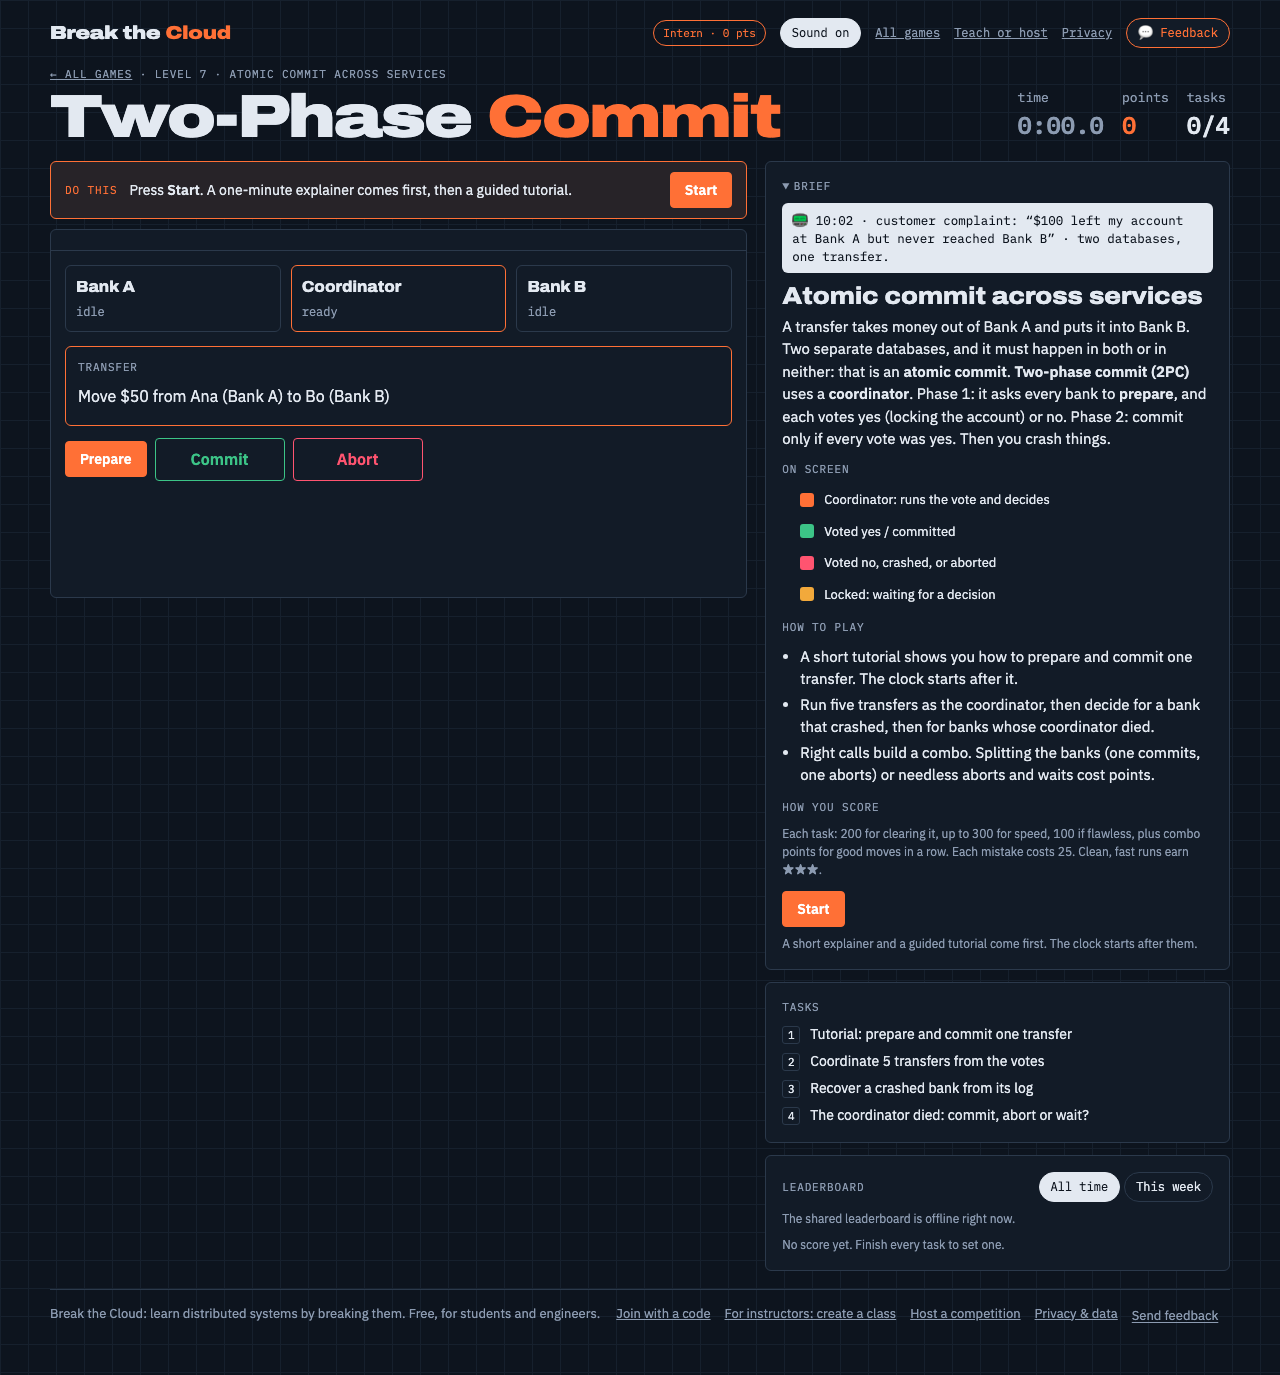 Break the Cloud
Intern · 0 pts
Sound on
All games
Teach or host
Privacy
💬 Feedback
← ALL GAMES · LEVEL 7 · ATOMIC COMMIT ACROSS SERVICES
Two-Phase Commit
time
0:00.0
points
0
tasks
0/4
DO THIS
Press Start. A one-minute explainer comes first, then a guided tutorial.
Start
Bank A
idle
Coordinator
ready
Bank B
idle
TRANSFER
Move $50 from Ana (Bank A) to Bo (Bank B)
Prepare
Commit
Abort
▼ BRIEF
10:02 · customer complaint: “$100 left my account
at Bank A but never reached Bank B” · two databases,
one transfer.
Atomic commit across services
A transfer takes money out of Bank A and puts it into Bank B.
Two separate databases, and it must happen in both or in
neither: that is an atomic commit. Two-phase commit (2PC)
uses a coordinator. Phase 1: it asks every bank to prepare, and
each votes yes (locking the account) or no. Phase 2: commit
only if every vote was yes. Then you crash things.
ON SCREEN
Coordinator: runs the vote and decides
Voted yes / committed
Voted no, crashed, or aborted
Locked: waiting for a decision
HOW TO PLAY
• A short tutorial shows you how to prepare and commit one
transfer. The clock starts after it.
• Run five transfers as the coordinator, then decide for a bank
that crashed, then for banks whose coordinator died.
• Right calls build a combo. Splitting the banks (one commits,
one aborts) or needless aborts and waits cost points.
HOW YOU SCORE
Each task: 200 for clearing it, up to 300 for speed, 100 if flawless, plus combo
points for good moves in a row. Each mistake costs 25. Clean, fast runs earn
★★★.
Start
A short explainer and a guided tutorial come first. The clock starts after them.
TASKS
1 Tutorial: prepare and commit one transfer
2 Coordinate 5 transfers from the votes
3 Recover a crashed bank from its log
4 The coordinator died: commit, abort or wait?
LEADERBOARD
All time
This week
The shared leaderboard is offline right now.
No score yet. Finish every task to set one.
Break the Cloud: learn distributed systems by breaking them. Free, for students and engineers.
Join with a code
For instructors: create a class
Host a competition
Privacy & data
Send feedback